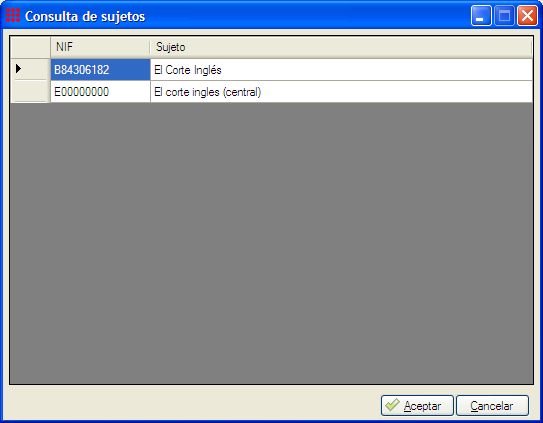 Consulta de sujetos
NIF Sujeto
B84306182 El Corte Inglés
E00000000 El corte ingles (central)
Aceptar Cancelar